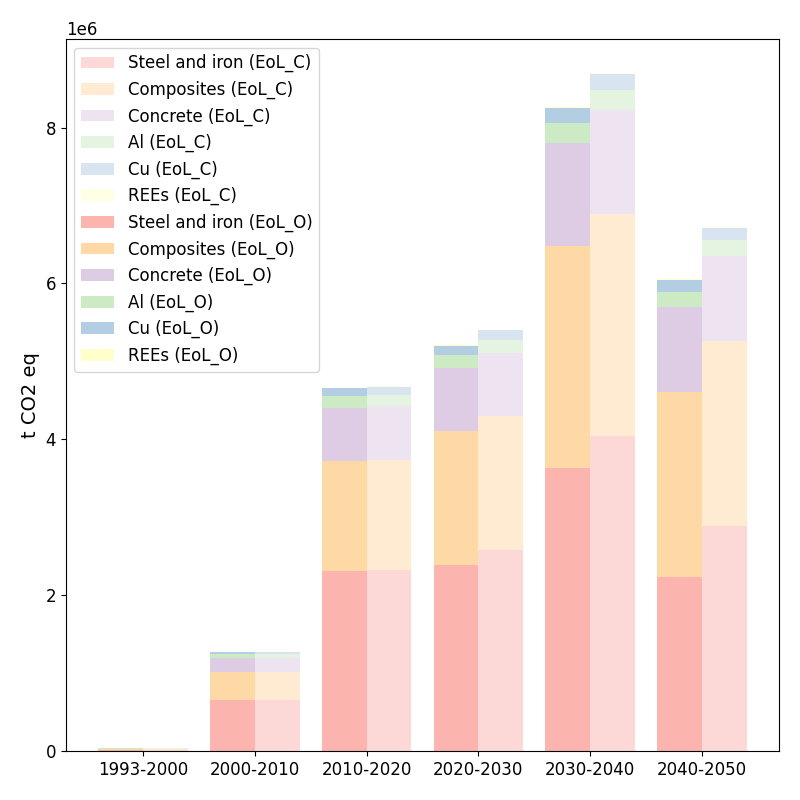 1e6
Steel and iron (EoL_C)
Composites (EoL_C)
Concrete (EoL_C)
Al (EoL_C)
Cu (EoL_C)
REEs (EoL_C)
Steel and iron (EoL_O)
Composites (EoL_O)
Concrete (EoL_O)
Al (EoL_O)
Cu (EoL_O)
REEs (EoL_O)
8
6
4
2
0
t CO2 eq
1993-2000 2000-2010 2010-2020 2020-2030 2030-2040 2040-2050